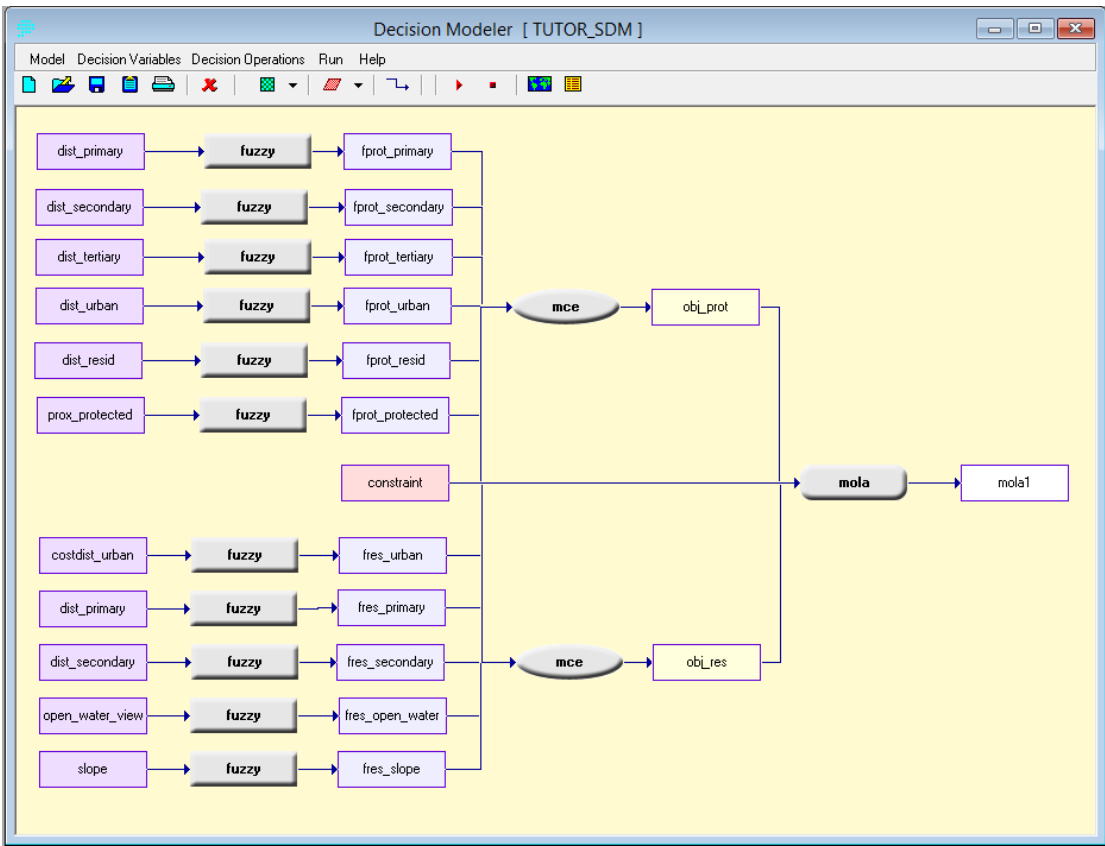 Decision Modeler [ TUTOR_SDM ]
Model Decision Variables Decision Operations Run Help
dist_primary fuzzy fprot_primary
dist_secondary fuzzy fprot_secondary
dist_tertiary fuzzy fprot_tertiary
dist_urban fuzzy fprot_urban mce obj_prot
dist_resid fuzzy fprot_resid
prox_protected fuzzy fprot_protected
constraint mola mola1
costdist_urban fuzzy fres_urban
dist_primary fuzzy fres_primary
dist_secondary fuzzy fres_secondary mce obj_res
open_water_view fuzzy fres_open_water
slope fuzzy fres_slope